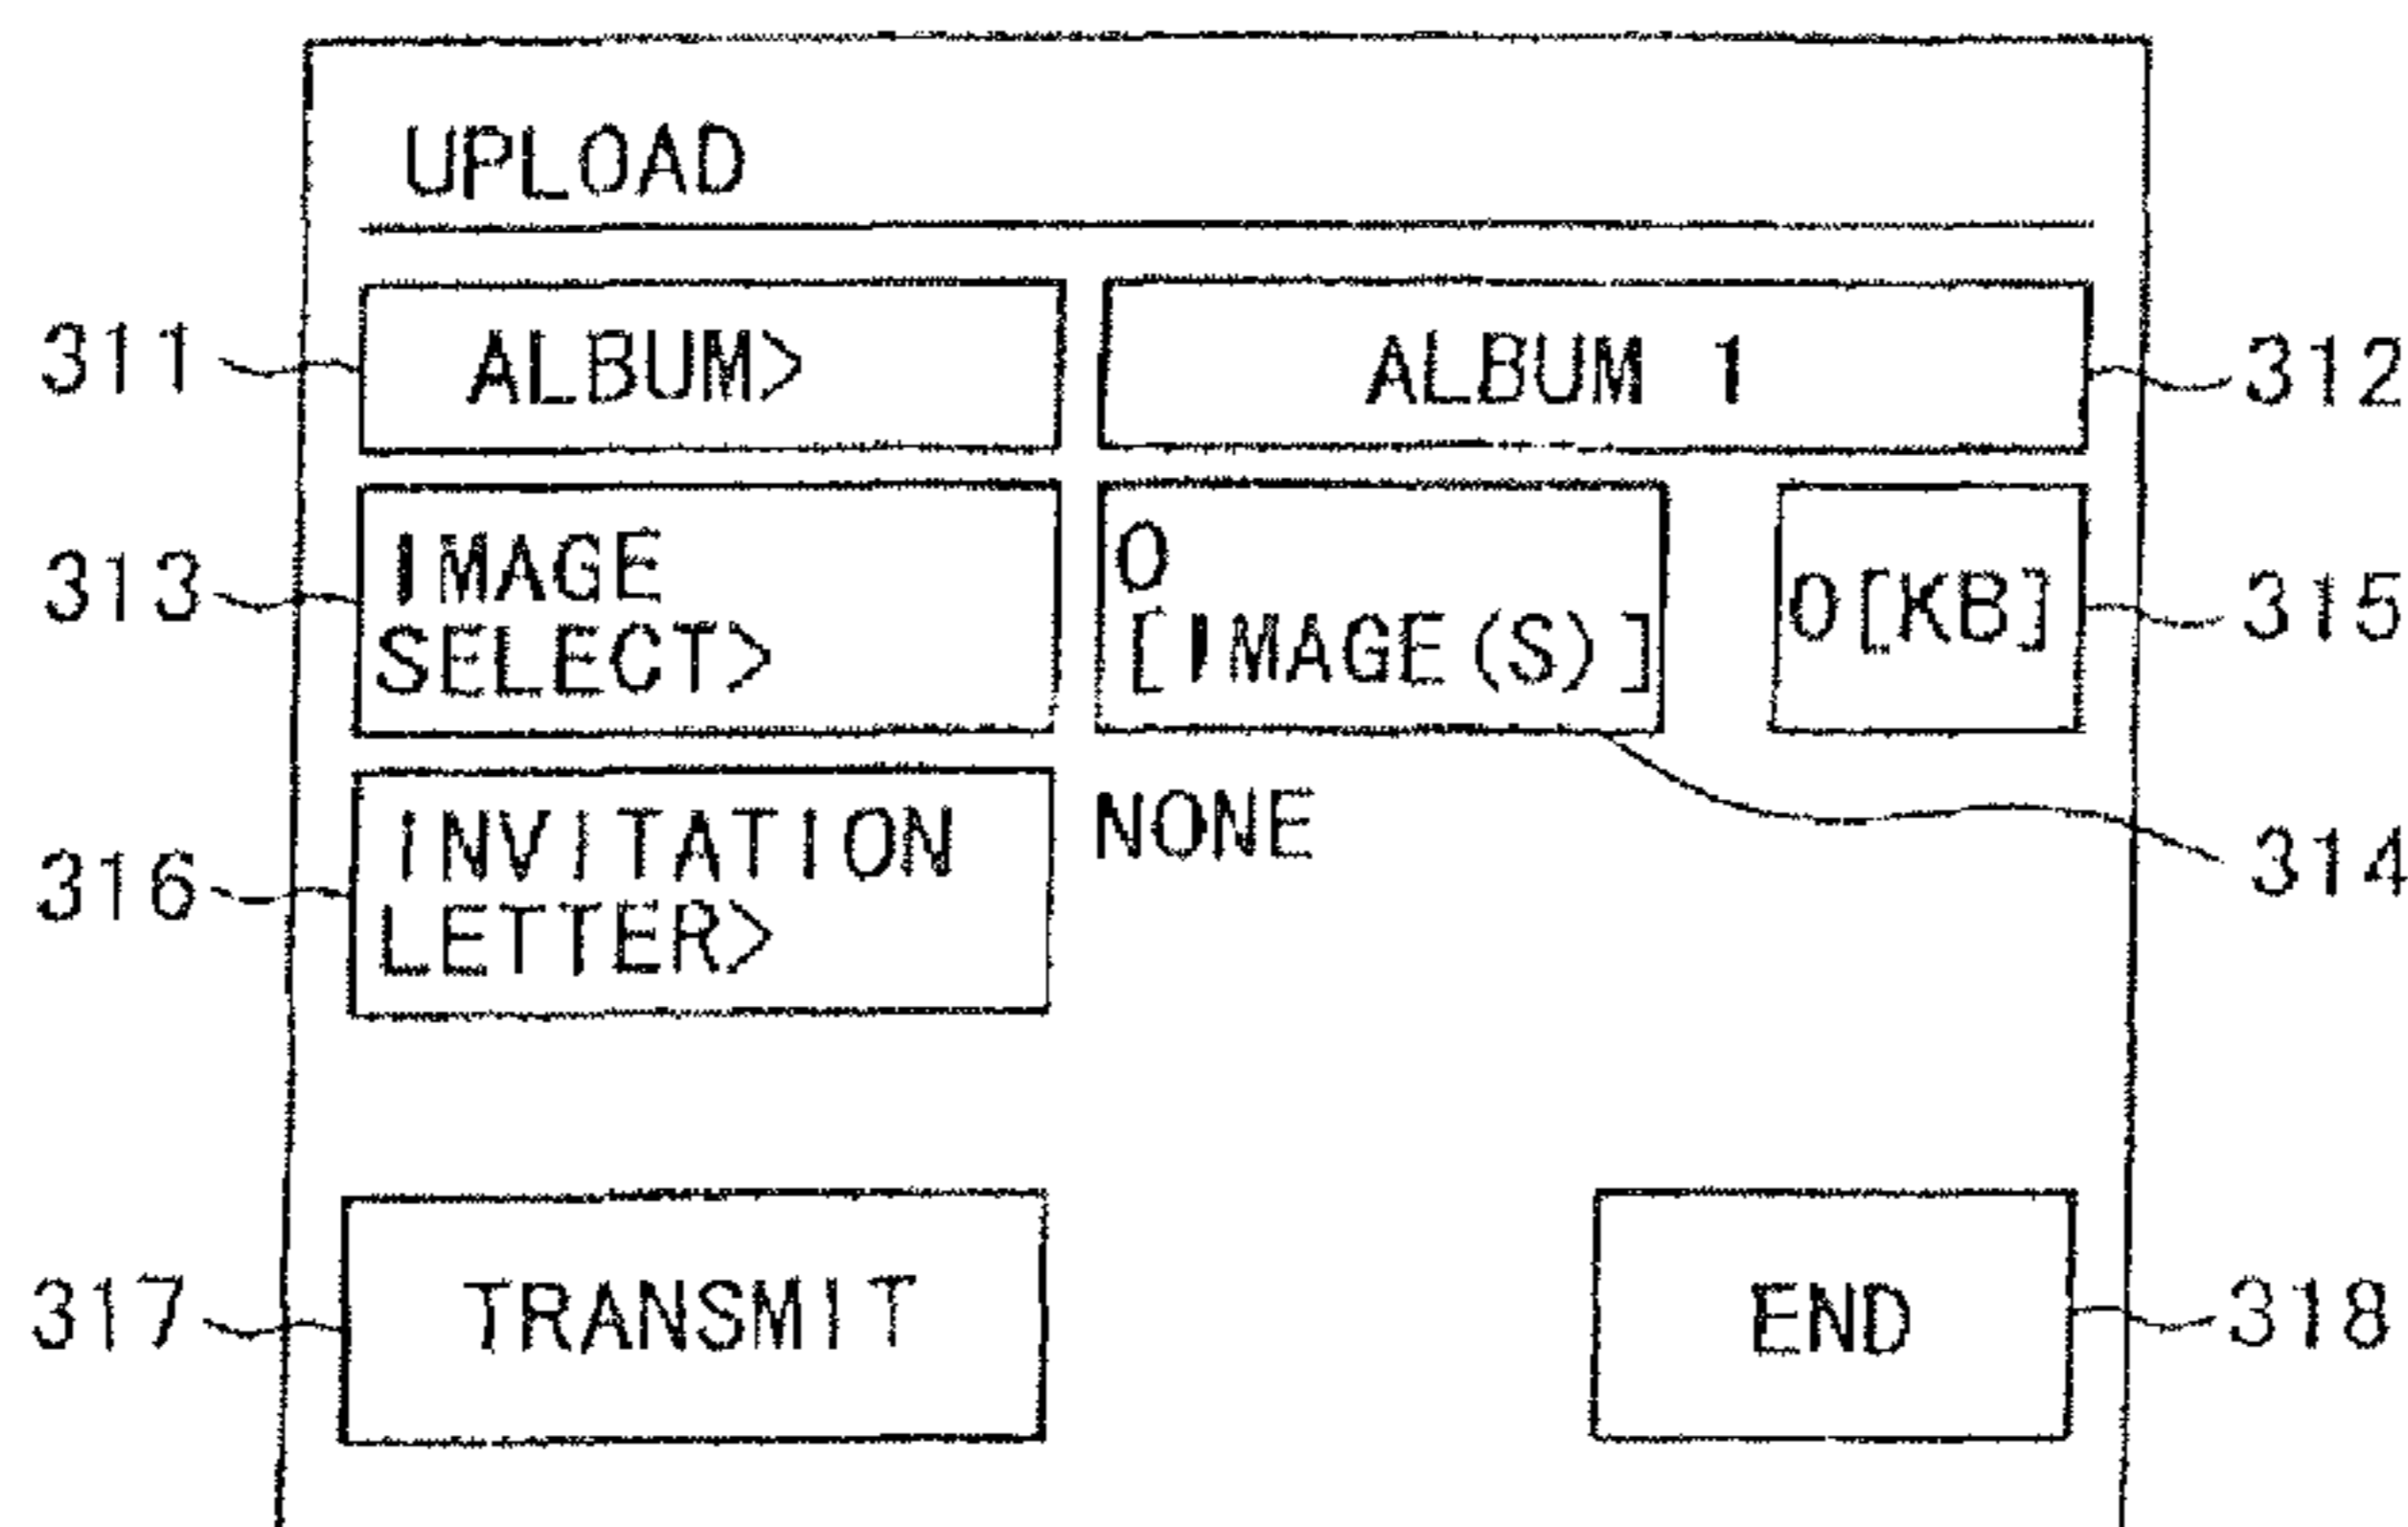 UPLOAD
311 ALBUM> ALBUM 1 312
313 IMAGE SELECT> 0 [IMAGE(S)] 0[KB] 315
316 INVITATION LETTER> NONE 314
317 TRANSMIT END 318